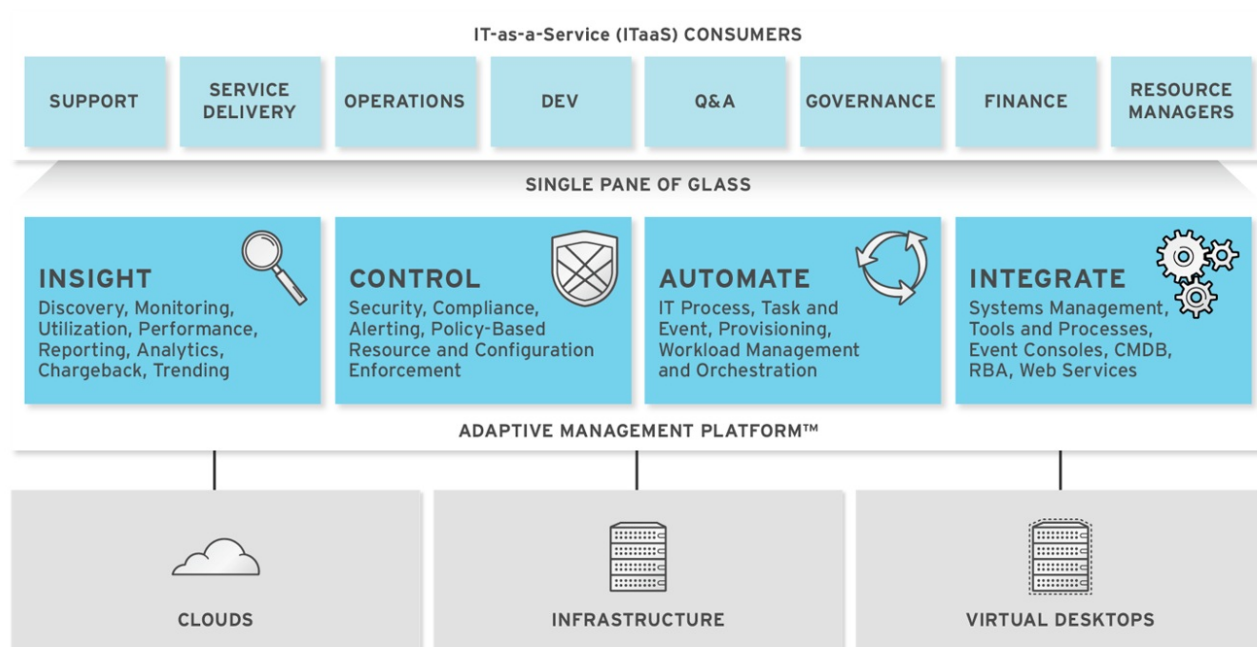 IT-as-a-Service (ITaaS) CONSUMERS
SUPPORT
SERVICE
DELIVERY
OPERATIONS
DEV
Q&A
GOVERNANCE
FINANCE
RESOURCE
MANAGERS
SINGLE PANE OF GLASS
INSIGHT
Discovery, Monitoring,
Utilization, Performance,
Reporting, Analytics,
Chargeback, Trending
CONTROL
Security, Compliance,
Alerting, Policy-Based
Resource and Configuration
Enforcement
AUTOMATE
IT Process, Task and
Event, Provisioning,
Workload Management
and Orchestration
INTEGRATE
Systems Management,
Tools and Processes,
Event Consoles, CMDB,
RBA, Web Services
ADAPTIVE MANAGEMENT PLATFORM™
CLOUDS
INFRASTRUCTURE
VIRTUAL DESKTOPS